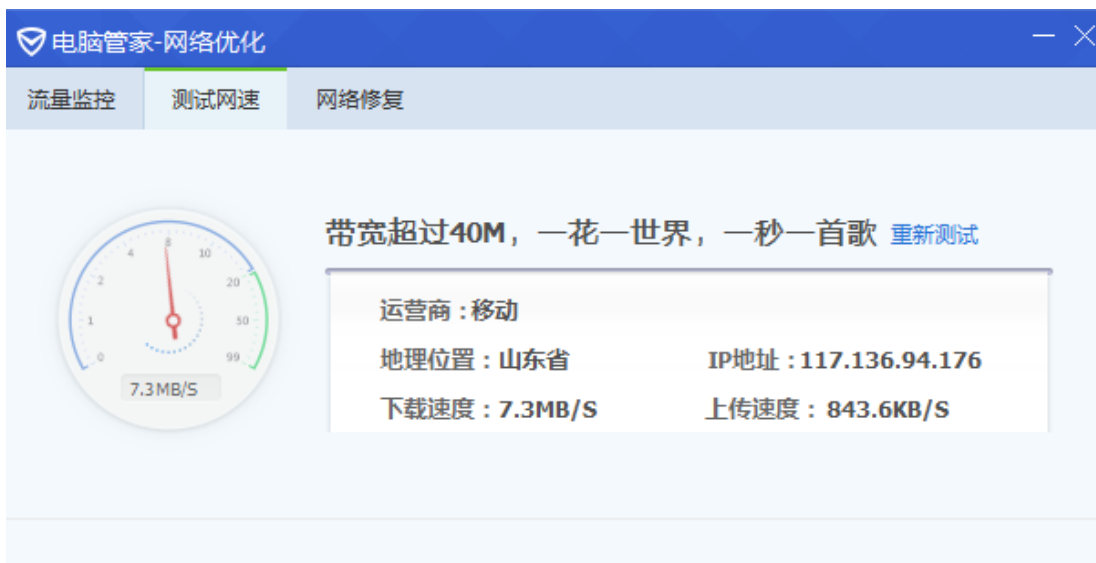 电脑管家-网络优化
流量监控 测试网速 网络修复
带宽超过40M，一花一世界，一秒一首歌 重新测试
运营商：移动
地理位置：山东省 IP地址：117.136.94.176
下载速度：7.3MB/S 上传速度：843.6KB/S
0
1
2
4
8
10
20
50
99
7.3MB/S